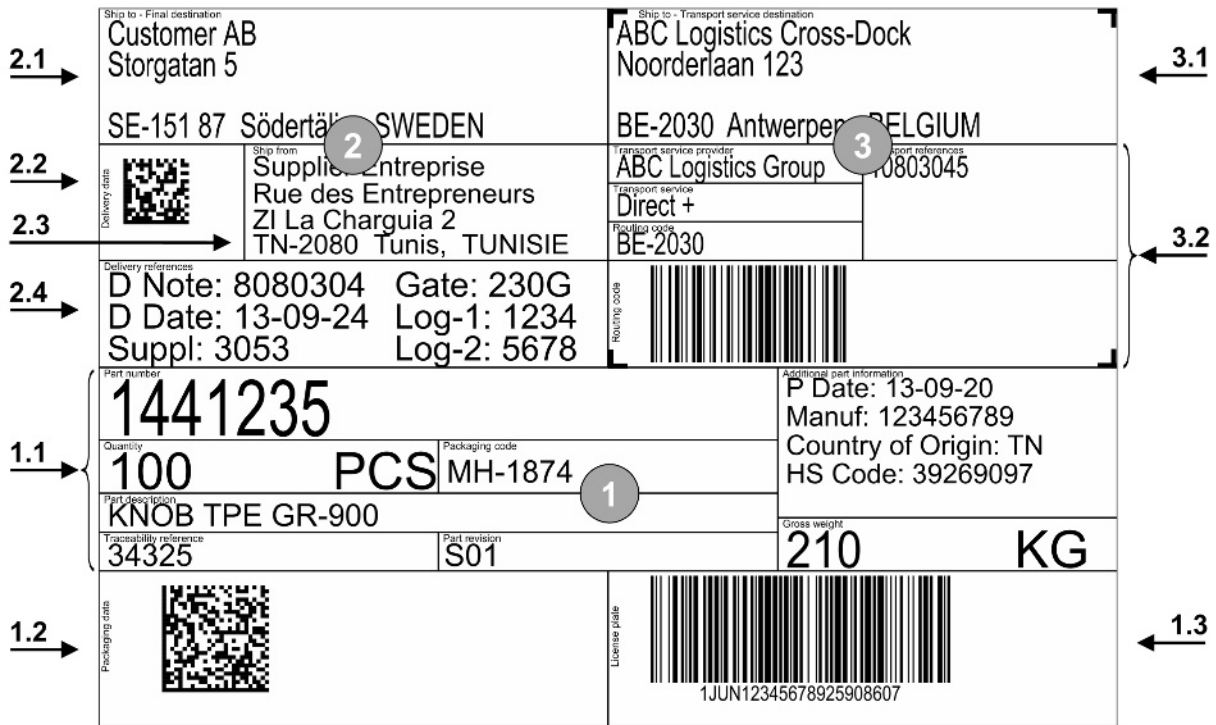 Ship to - Final destination
Customer AB
Storgatan 5
SE-151 87 Södertälje SWEDEN
Ship to - Transport service destination
ABC Logistics Cross-Dock
Noorderlaan 123
BE-2030 Antwerpen BELGIUM
2.1
3.1
2
3
2.2
Delivery data
Ship from
Supplier Entreprise
Rue des Entrepreneurs
ZI La Charguia 2
TN-2080 Tunis, TUNISIE
2.3
Transport service provider
ABC Logistics Group
Transport service
Direct +
Routing code
BE-2030
Transport references
10803045
3.2
2.4
Delivery references
D Note: 8080304 Gate: 230G
D Date: 13-09-24 Log-1: 1234
Suppl: 3053 Log-2: 5678
Routing code
1.1
Part number
1441235
Quantity
100 PCS
Packaging code
MH-1874
1
Part description
KNOB TPE GR-900
Traceability reference
34325
Part revision
S01
Additional part information
P Date: 13-09-20
Manuf: 123456789
Country of Origin: TN
HS Code: 39269097
Gross weight
210 KG
1.2
Packaging data
License plate
1JUN12345678925908607
1.3